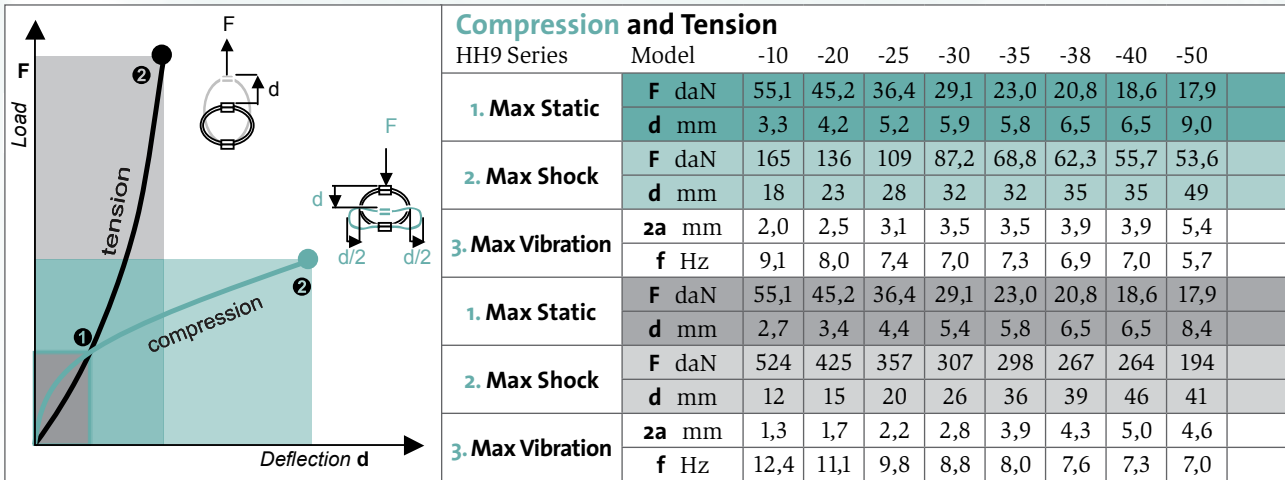 F
Load
❷
F
d
tension
F
d
d/2 d/2
❷
❶
compression
Deflection d
Compression and Tension
HH9 Series Model -10 -20 -25 -30 -35 -38 -40 -50
1. Max Static
F daN 55,1 45,2 36,4 29,1 23,0 20,8 18,6 17,9
d mm 3,3 4,2 5,2 5,9 5,8 6,5 6,5 9,0
2. Max Shock
F daN 165 136 109 87,2 68,8 62,3 55,7 53,6
d mm 18 23 28 32 32 35 35 49
3. Max Vibration
2a mm 2,0 2,5 3,1 3,5 3,5 3,9 3,9 5,4
f Hz 9,1 8,0 7,4 7,0 7,3 6,9 7,0 5,7
1. Max Static
F daN 55,1 45,2 36,4 29,1 23,0 20,8 18,6 17,9
d mm 2,7 3,4 4,4 5,4 5,8 6,5 6,5 8,4
2. Max Shock
F daN 524 425 357 307 298 267 264 194
d mm 12 15 20 26 36 39 46 41
3. Max Vibration
2a mm 1,3 1,7 2,2 2,8 3,9 4,3 5,0 4,6
f Hz 12,4 11,1 9,8 8,8 8,0 7,6 7,3 7,0